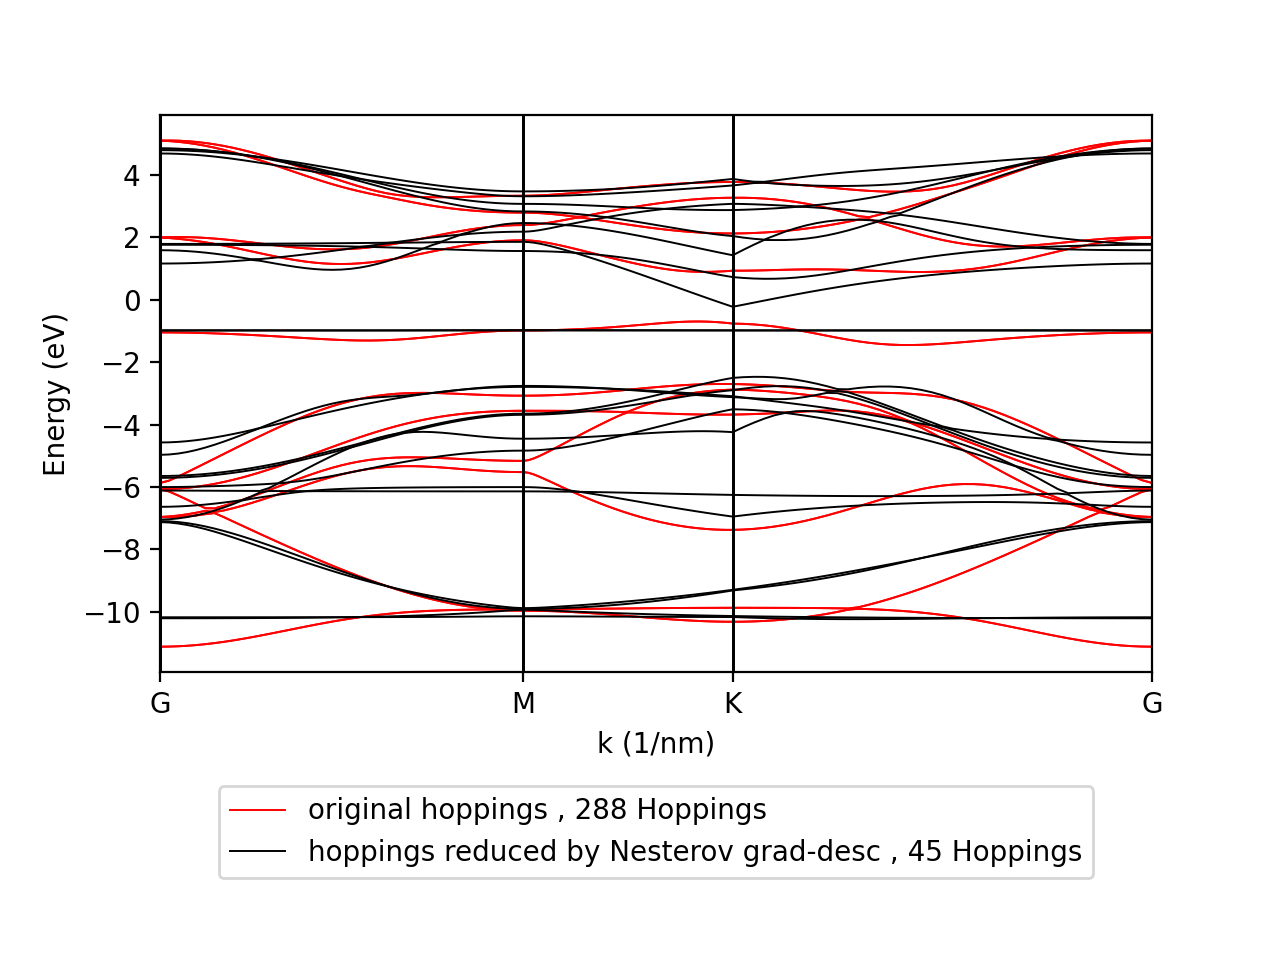 4
2
0
−2
−4
−6
−8
−10
Energy (eV)
G M K G
k (1/nm)
original hoppings , 288 Hoppings
hoppings reduced by Nesterov grad-desc , 45 Hoppings